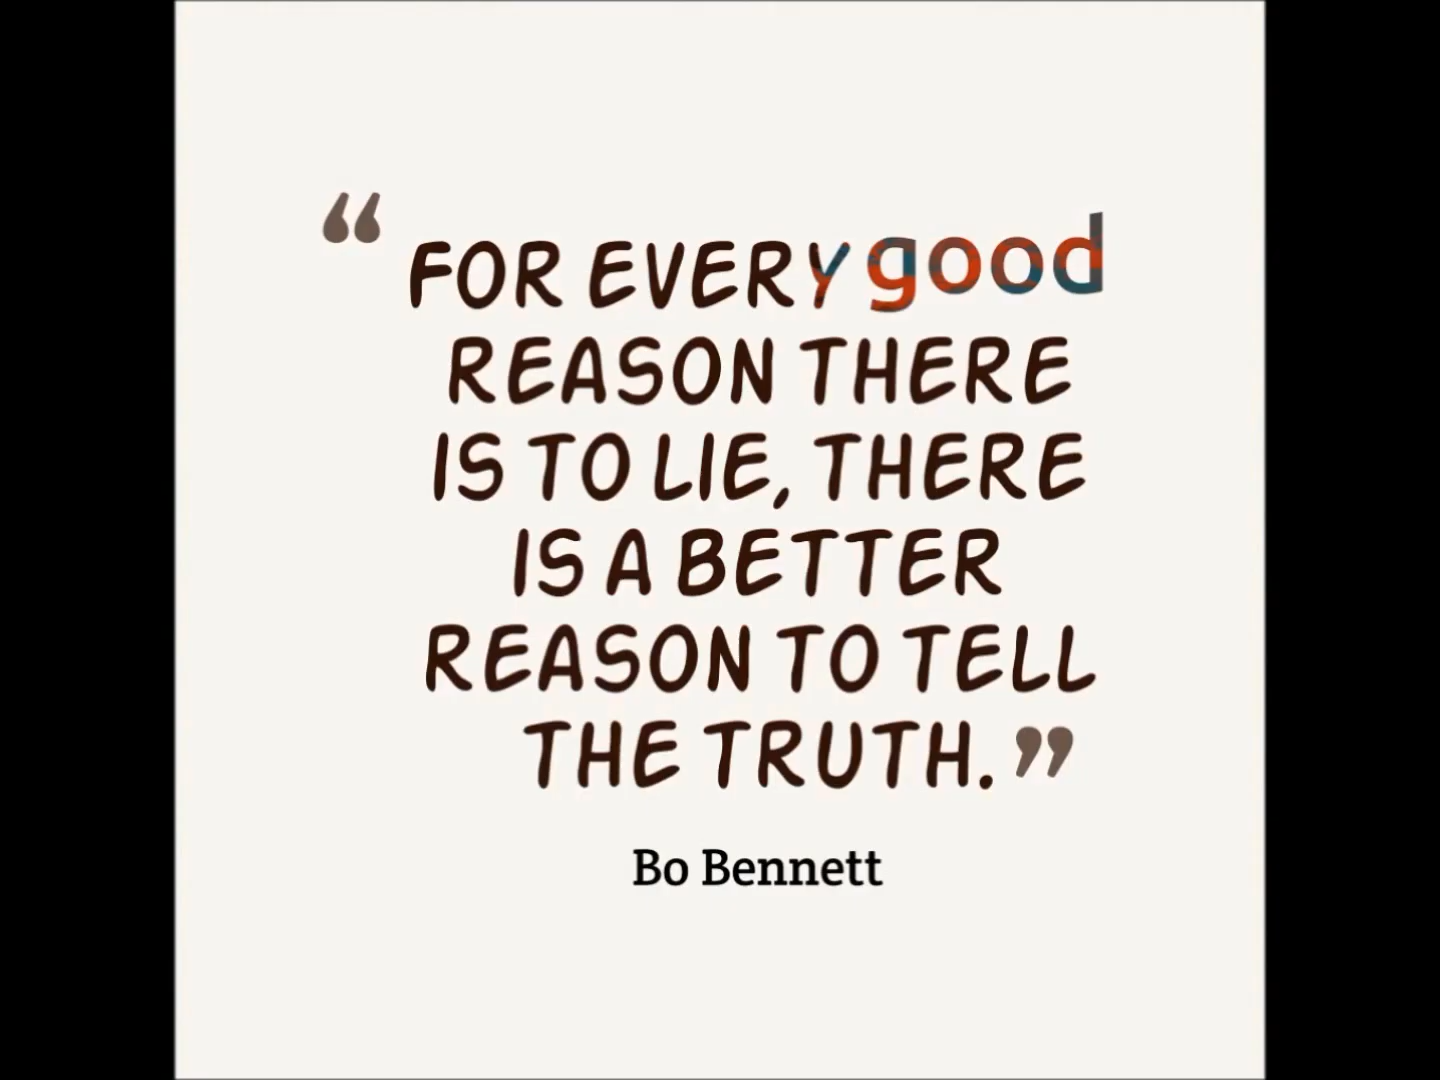 “ FOR EVERY good
REASON THERE
IS TO LIE, THERE
IS A BETTER
REASON TO TELL
THE TRUTH. ”
Bo Bennett